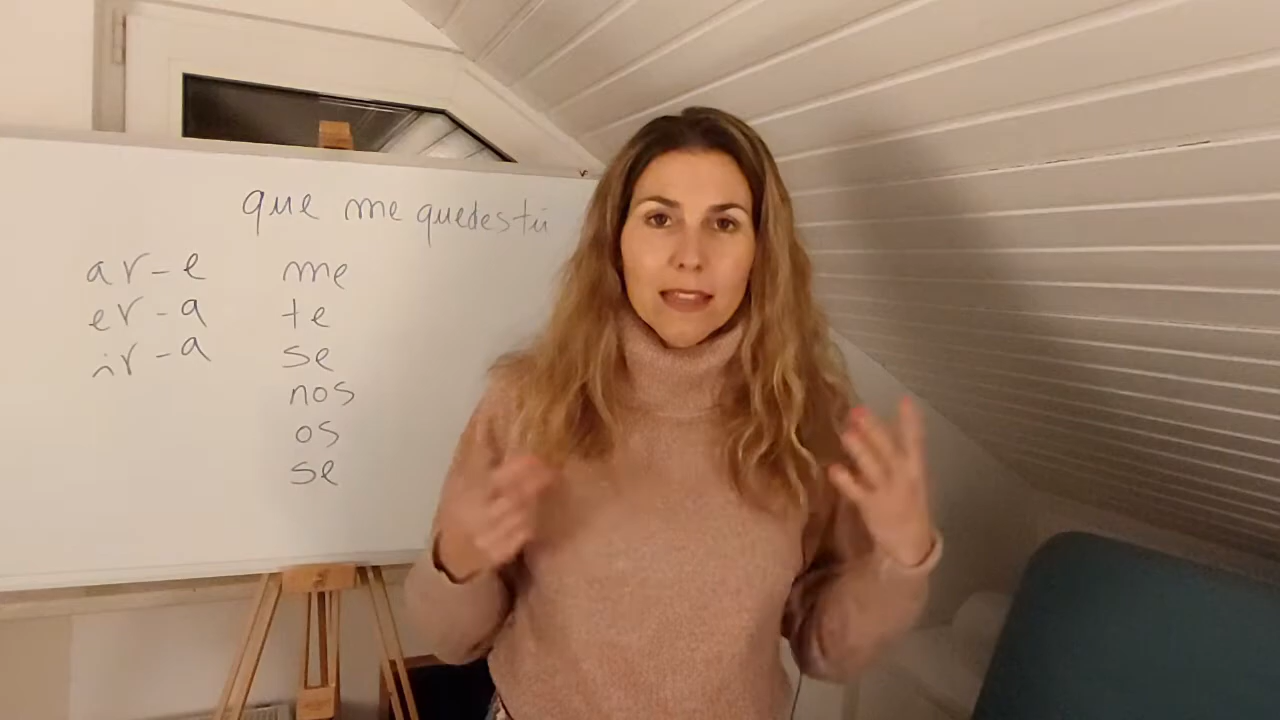 que me quedes tú
ar - e
er - a
ir - a
me
te
se
nos
os
se